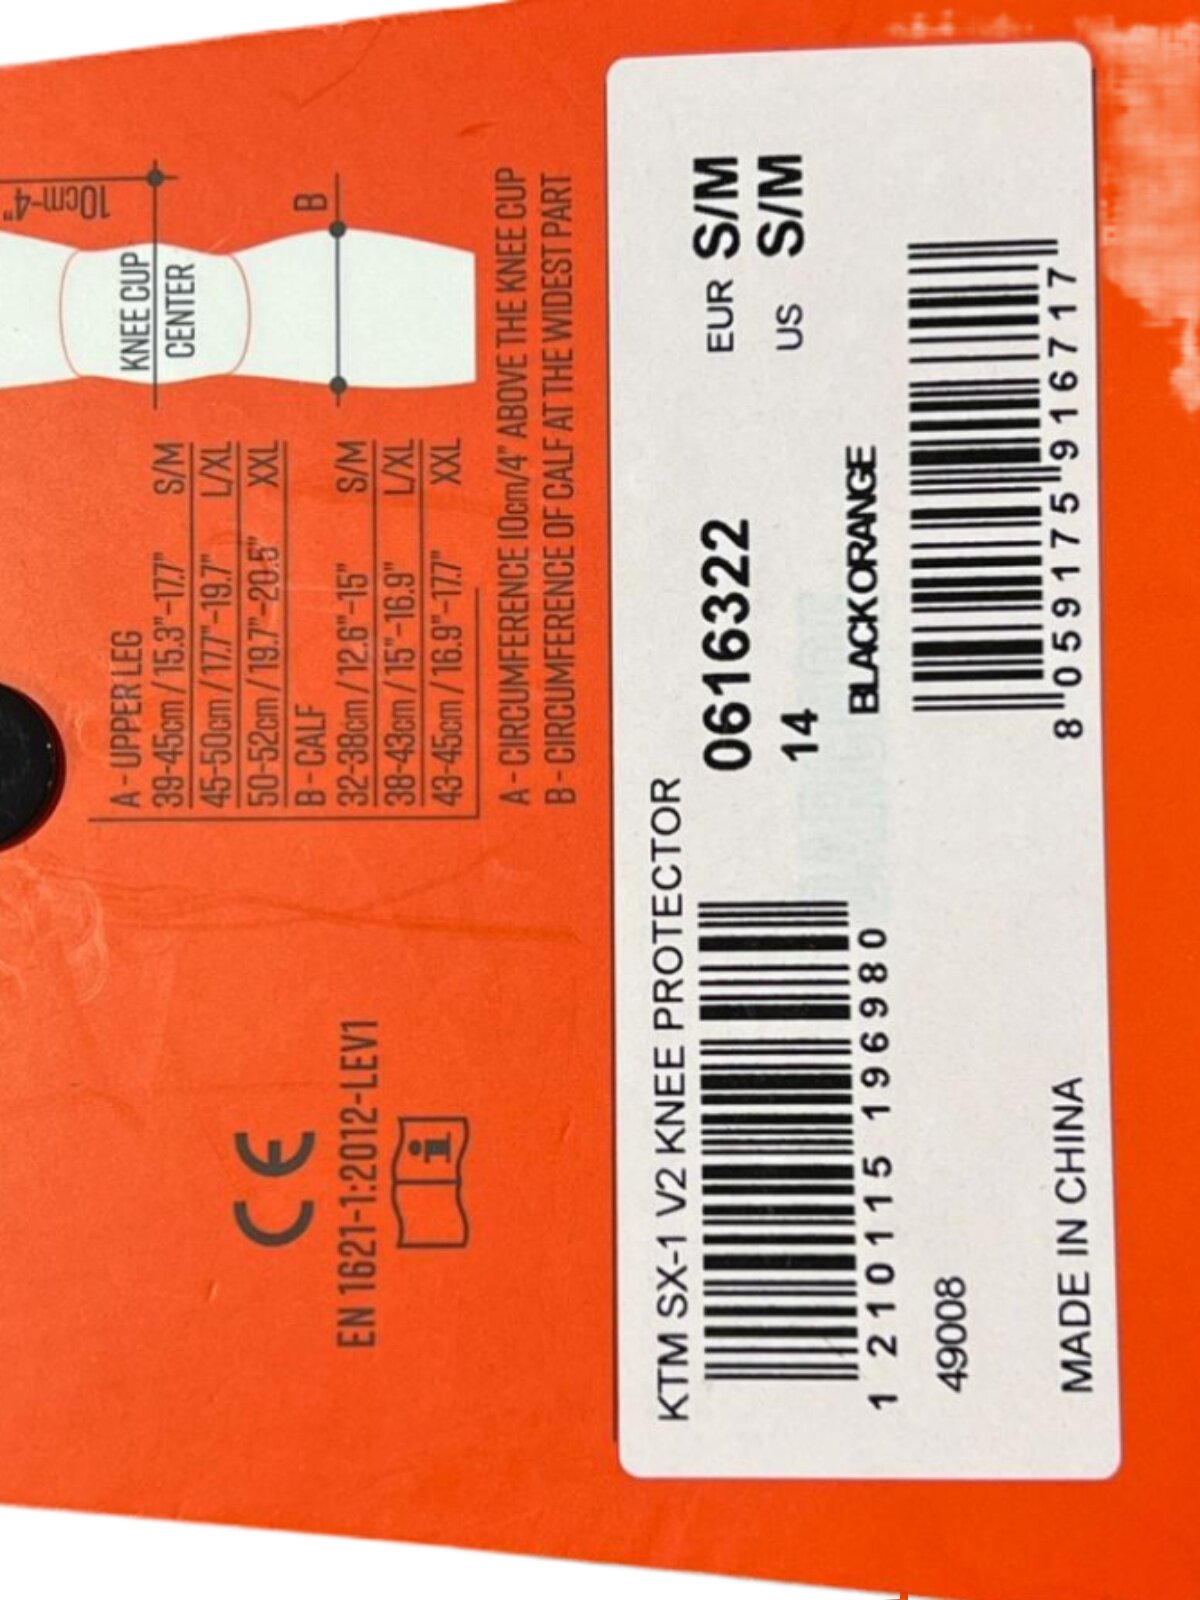 10cm-4"
KNEE CUP
CENTER
B
A - UPPER LEG
39-45cm / 15.3"-17.7" S/M
45-50cm / 17.7"-19.7" L/XL
50-52cm / 19.7"-20.5" XXL
B - CALF
32-38cm / 12.6"-15" S/M
38-43cm / 15"-16.9" L/XL
43-45cm / 16.9"-17.7" XXL
A - CIRCUMFERENCE 10cm/4" ABOVE THE KNEE CUP
B - CIRCUMFERENCE OF CALF AT THE WIDEST PART
CE
EN 1621-1:2012-LEV1
i
KTM SX-1 V2 KNEE PROTECTOR
0616322
EUR S/M
14
US S/M
BLACK ORANGE
1 210115 196980
49008
8 059175 916717
MADE IN CHINA